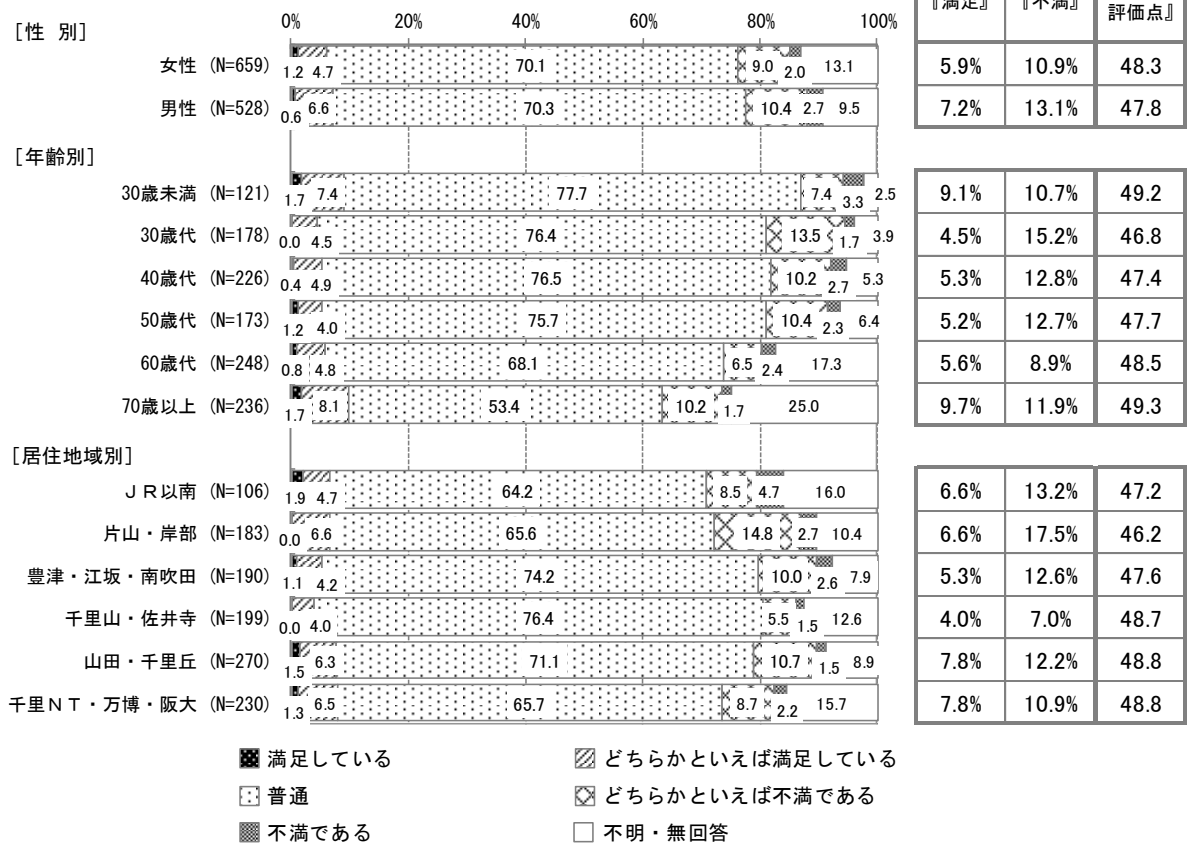 0% 20% 40% 60% 80% 100% 『満足』 『不満』 評価点』
[性 別]
女性 (N=659) 1.2 4.7 70.1 9.0 2.0 13.1 5.9% 10.9% 48.3
男性 (N=528) 0.6 6.6 70.3 10.4 2.7 9.5 7.2% 13.1% 47.8
[年齢別]
30歳未満 (N=121) 1.7 7.4 77.7 7.4 3.3 2.5 9.1% 10.7% 49.2
30歳代 (N=178) 0.0 4.5 76.4 13.5 1.7 3.9 4.5% 15.2% 46.8
40歳代 (N=226) 0.4 4.9 76.5 10.2 2.7 5.3 5.3% 12.8% 47.4
50歳代 (N=173) 1.2 4.0 75.7 10.4 2.3 6.4 5.2% 12.7% 47.7
60歳代 (N=248) 0.8 4.8 68.1 6.5 2.4 17.3 5.6% 8.9% 48.5
70歳以上 (N=236) 1.7 8.1 53.4 10.2 1.7 25.0 9.7% 11.9% 49.3
[居住地域別]
ＪＲ以南 (N=106) 1.9 4.7 64.2 8.5 4.7 16.0 6.6% 13.2% 47.2
片山・岸部 (N=183) 0.0 6.6 65.6 14.8 2.7 10.4 6.6% 17.5% 46.2
豊津・江坂・南吹田 (N=190) 1.1 4.2 74.2 10.0 2.6 7.9 5.3% 12.6% 47.6
千里山・佐井寺 (N=199) 0.0 4.0 76.4 5.5 1.5 12.6 4.0% 7.0% 48.7
山田・千里丘 (N=270) 1.5 6.3 71.1 10.7 1.5 8.9 7.8% 12.2% 48.8
千里ＮＴ・万博・阪大 (N=230) 1.3 6.5 65.7 8.7 2.2 15.7 7.8% 10.9% 48.8
満足している どちらかといえば満足している
普通 どちらかといえば不満である
不満である 不明・無回答